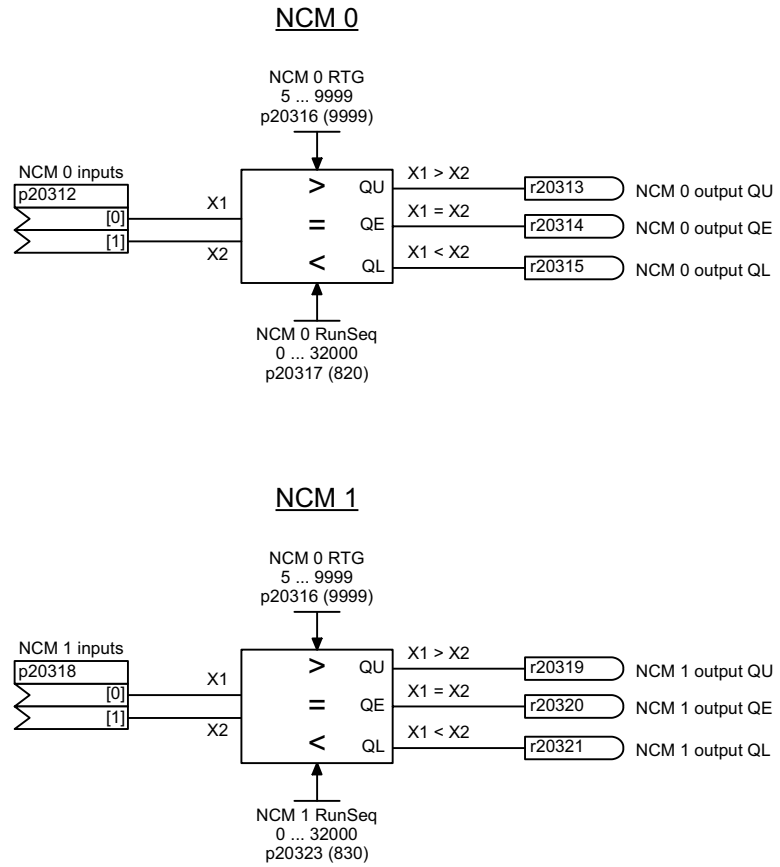 NCM 0
NCM 0 RTG
5 ... 9999
p20316 (9999)
NCM 0 inputs
p20312
[0]
[1]
X1
X2
>
=
<
QU
QE
QL
X1 > X2
X1 = X2
X1 < X2
r20313
r20314
r20315
NCM 0 output QU
NCM 0 output QE
NCM 0 output QL
NCM 0 RunSeq
0 ... 32000
p20317 (820)
NCM 1
NCM 0 RTG
5 ... 9999
p20316 (9999)
NCM 1 inputs
p20318
[0]
[1]
X1
X2
>
=
<
QU
QE
QL
X1 > X2
X1 = X2
X1 < X2
r20319
r20320
r20321
NCM 1 output QU
NCM 1 output QE
NCM 1 output QL
NCM 1 RunSeq
0 ... 32000
p20323 (830)